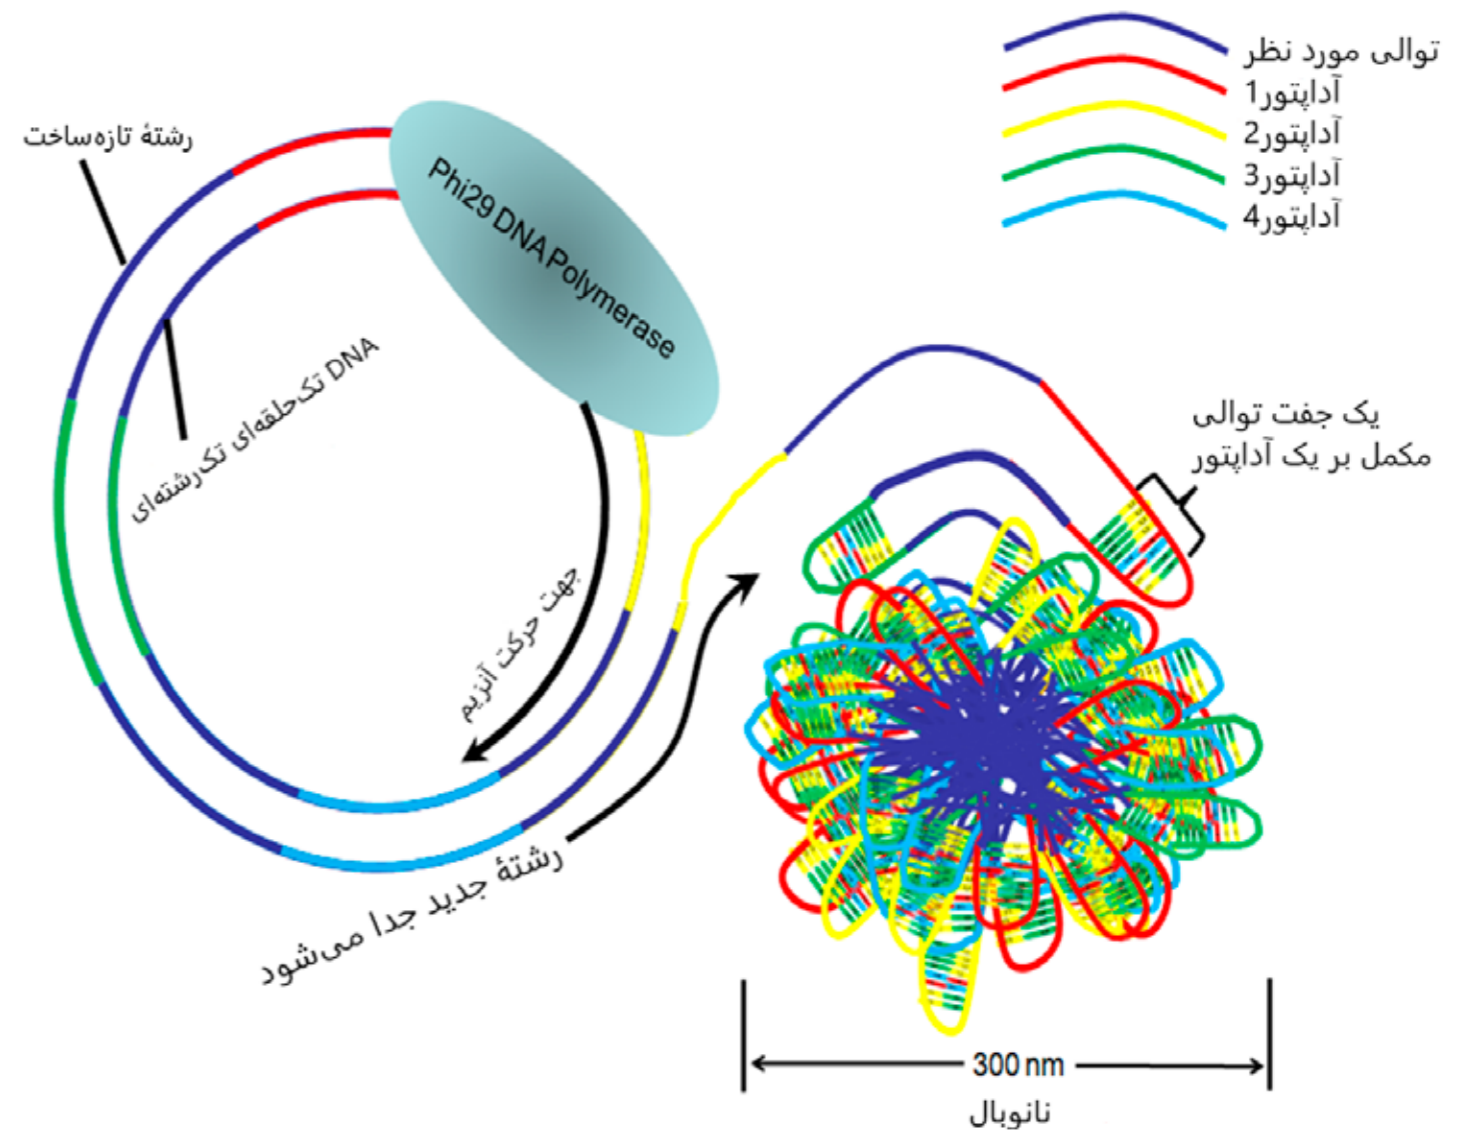 توالی مورد نظر
آداپتور1
آداپتور2
آداپتور3
آداپتور4
رشتهٔ تازه‌ساخت
Phi29 DNA Polymerase
DNA تک‌حلقه‌ای تک‌رشته‌ای
جهت حرکت آنزیم
رشتهٔ جدید جدا می‌شود
یک جفت توالی
مکمل بر یک آداپتور
300 nm
نانوبال